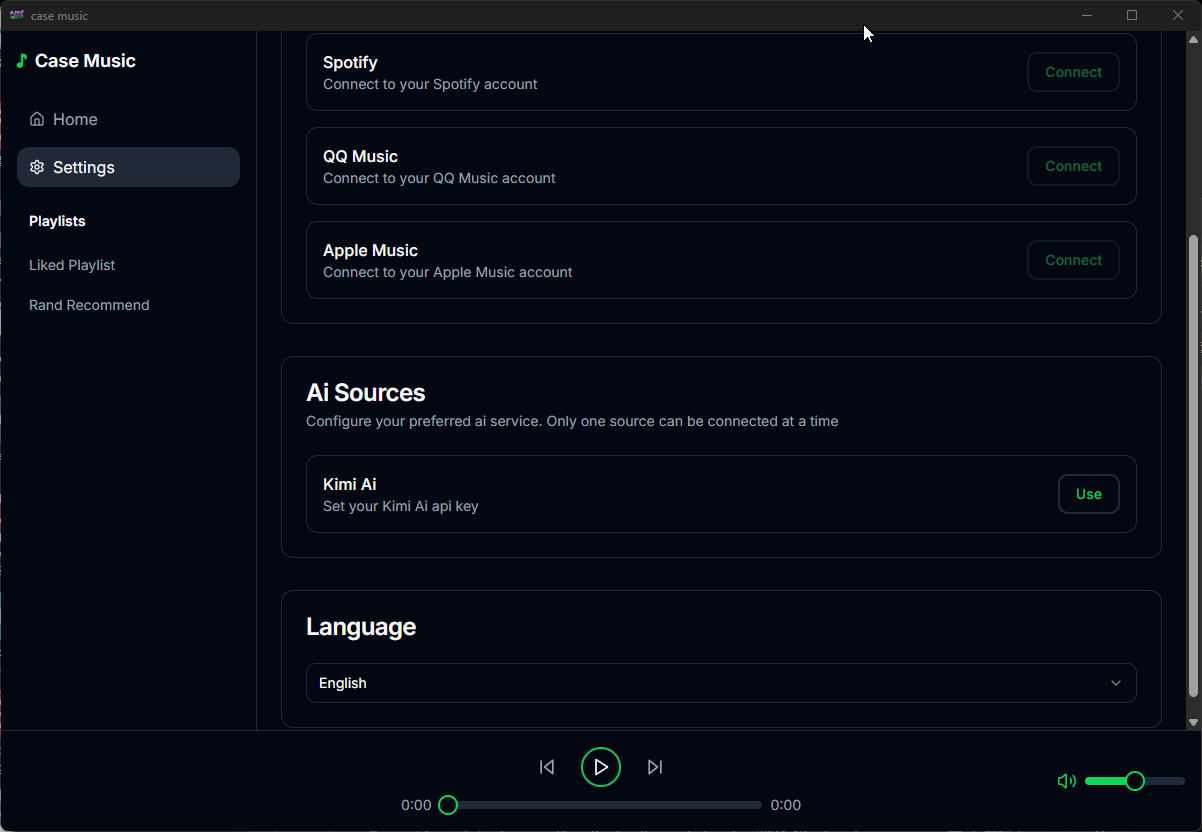 case music
Case Music
Home
Settings
Playlists
Liked Playlist
Rand Recommend
Spotify
Connect to your Spotify account
Connect
QQ Music
Connect to your QQ Music account
Connect
Apple Music
Connect to your Apple Music account
Connect
Ai Sources
Configure your preferred ai service. Only one source can be connected at a time
Kimi Ai
Set your Kimi Ai api key
Use
Language
English
0:00
0:00